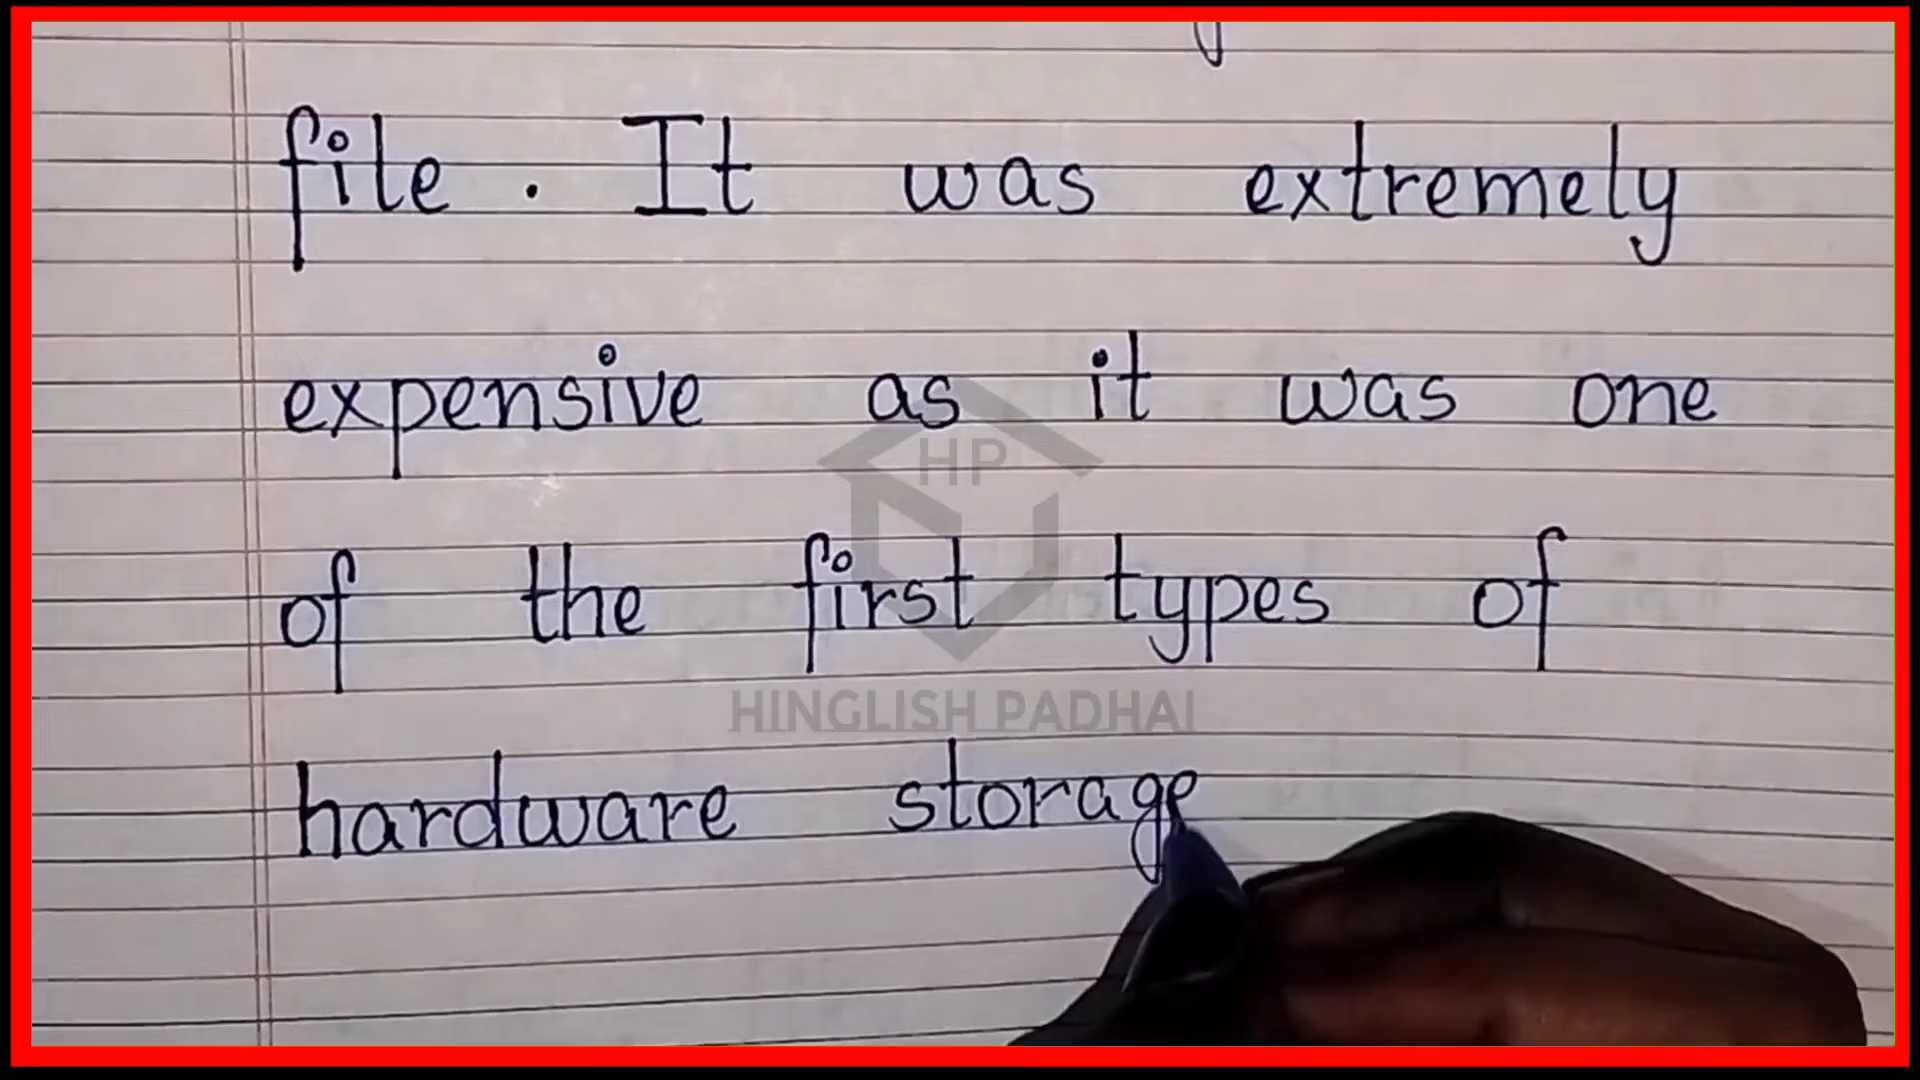 file. It was extremely
expensive as it was one
HP
of the first types of
HINGLISH PADHAI
hardware storage